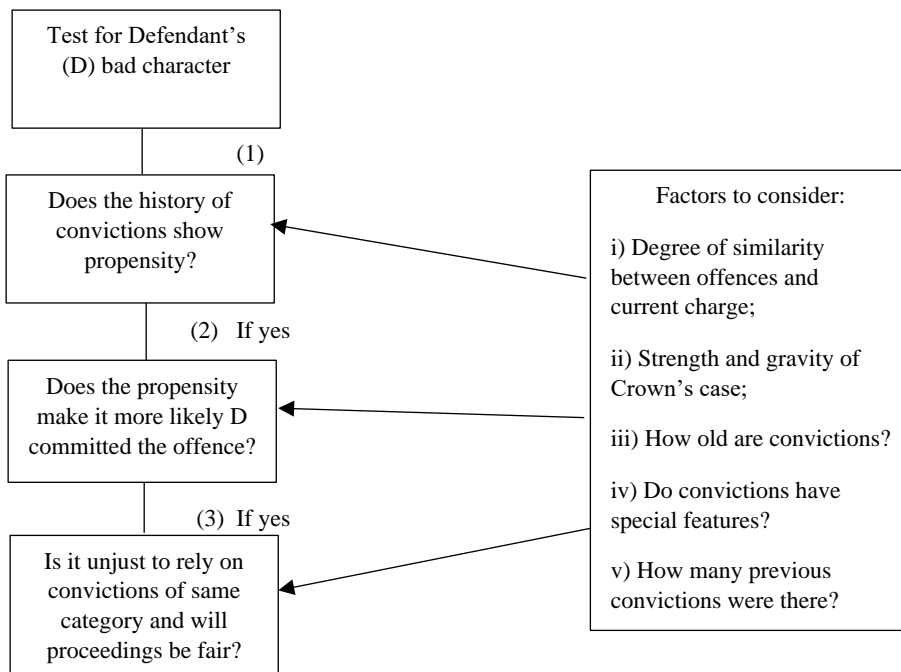 Test for Defendant's
(D) bad character
(1)
Does the history of
convictions show
propensity?
(2) If yes
Does the propensity
make it more likely D
committed the offence?
(3) If yes
Is it unjust to rely on
convictions of same
category and will
proceedings be fair?
Factors to consider:
i) Degree of similarity
between offences and
current charge;
ii) Strength and gravity of
Crown's case;
iii) How old are convictions?
iv) Do convictions have
special features?
v) How many previous
convictions were there?